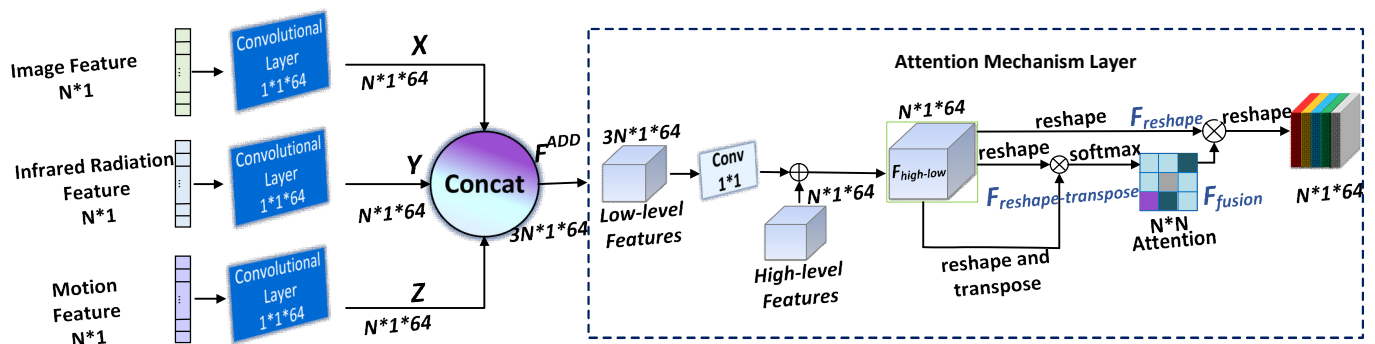 Image Feature
N*1
...
Convolutional
Layer
1*1*64
X
N*1*64
Infrared Radiation
Feature
N*1
...
Convolutional
Layer
1*1*64
Y
N*1*64
Motion
Feature
N*1
...
Convolutional
Layer
1*1*64
Z
N*1*64
Concat
F^ADD
3N*1*64
Attention Mechanism Layer
3N*1*64
Low-level
Features
Conv
1*1
N*1*64
High-level
Features
N*1*64
F_high-low
reshape
F_reshape
reshape
reshape
softmax
F_reshape-transpose
reshape and
transpose
F_fusion
N*N
Attention
N*1*64